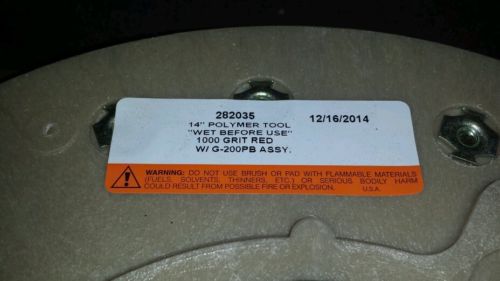 282035 12/16/2014
14" POLYMER TOOL
"WET BEFORE USE"
1000 GRIT RED
W/ G-200PB ASSY.
WARNING: DO NOT USE BRUSH OR PAD WITH FLAMMABLE MATERIALS
(FUELS, SOLVENTS, THINNERS, ETC.) OR SERIOUS BODILY HARM
COULD RESULT FROM POSSIBLE FIRE OR EXPLOSION. U.S.A.